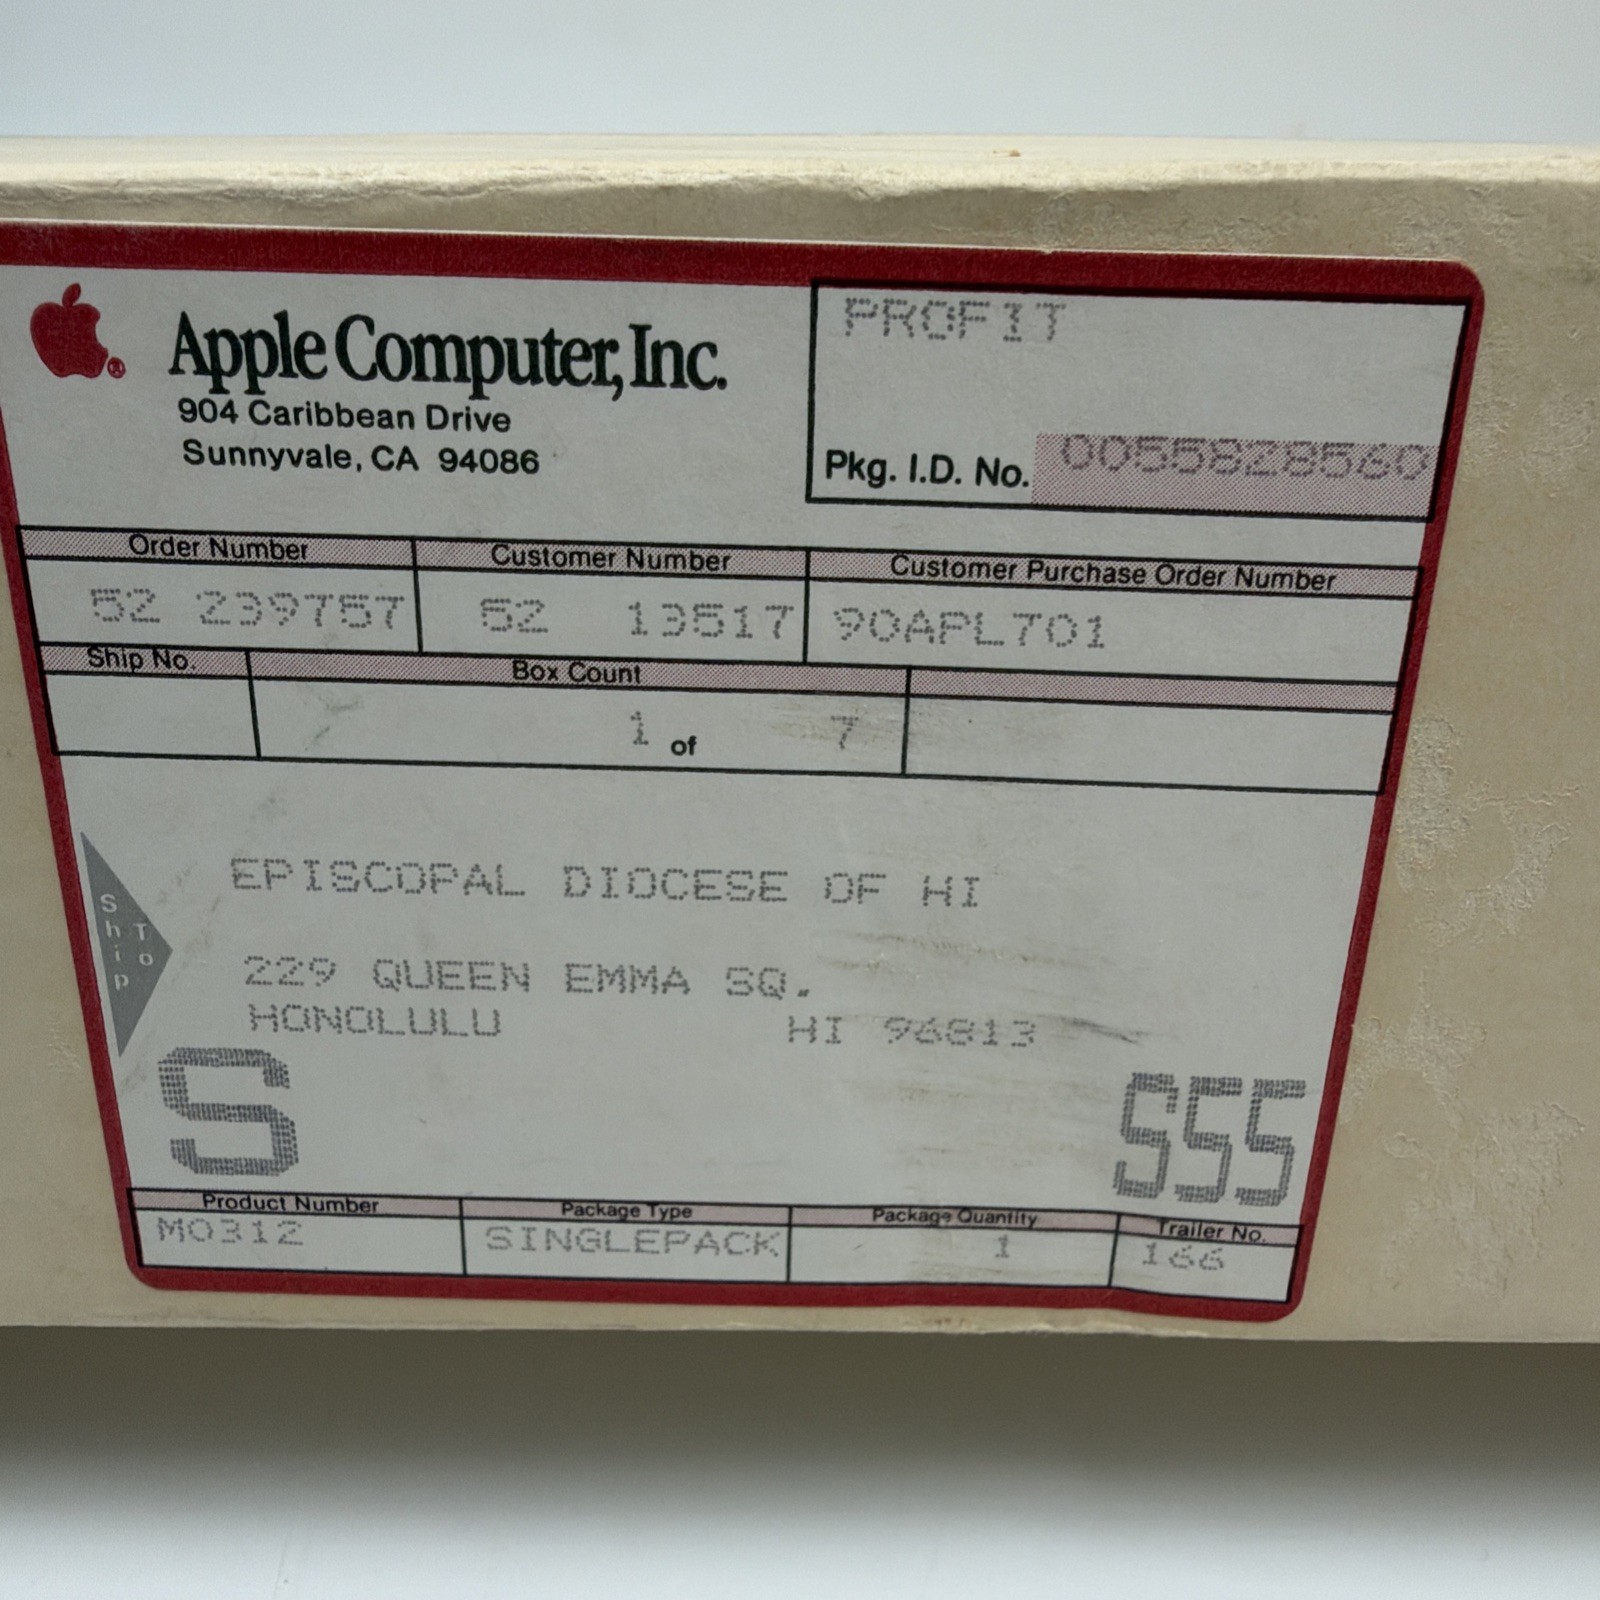 Apple Computer, Inc.
904 Caribbean Drive
Sunnyvale, CA 94086
PROFIT
Pkg. I.D. No. 0055828560
Order Number Customer Number Customer Purchase Order Number
52 239757 52 13517 90APL701
Ship No. Box Count
1 of 7
Ship To
EPISCOPAL DIOCESE OF HI
229 QUEEN EMMA SQ.
HONOLULU HI 96813
S S55
Product Number Package Type Package Quantity Trailer No.
M0312 SINGLEPACK 1 166